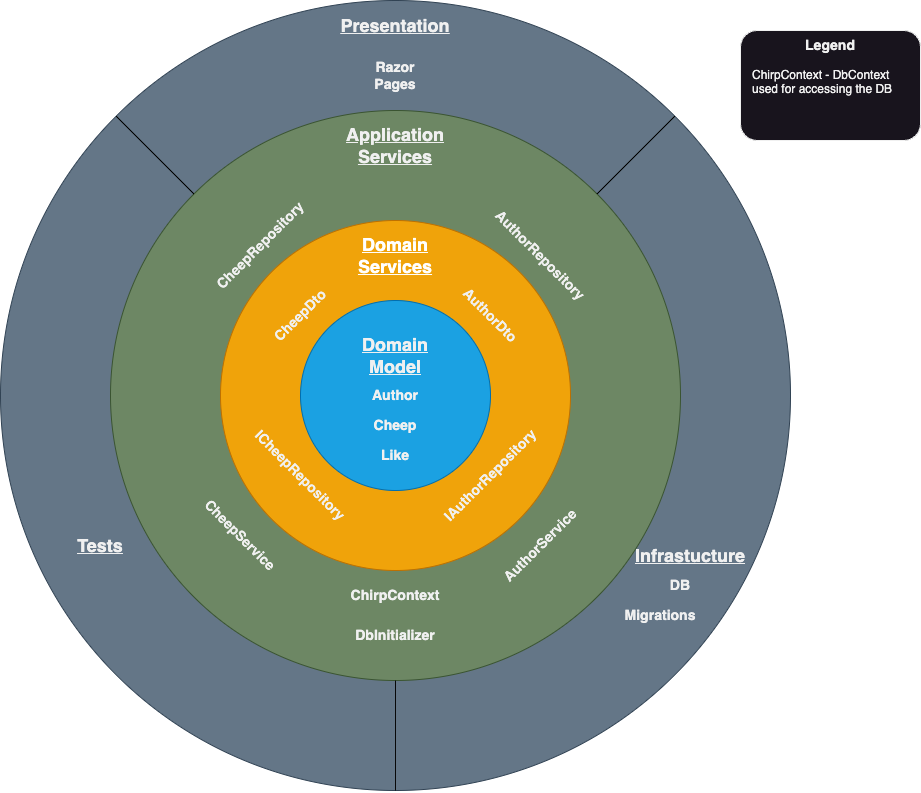 Presentation
Razor
Pages
Legend
ChirpContext - DbContext
used for accessing the DB
Application
Services
CheepRepository
AuthorRepository
Domain
Services
CheepDto
AuthorDto
Domain
Model
Author
Cheep
Like
ICheepRepository
IAuthorRepository
CheepService
AuthorService
Tests
Infrastucture
DB
Migrations
ChirpContext
DbInitializer